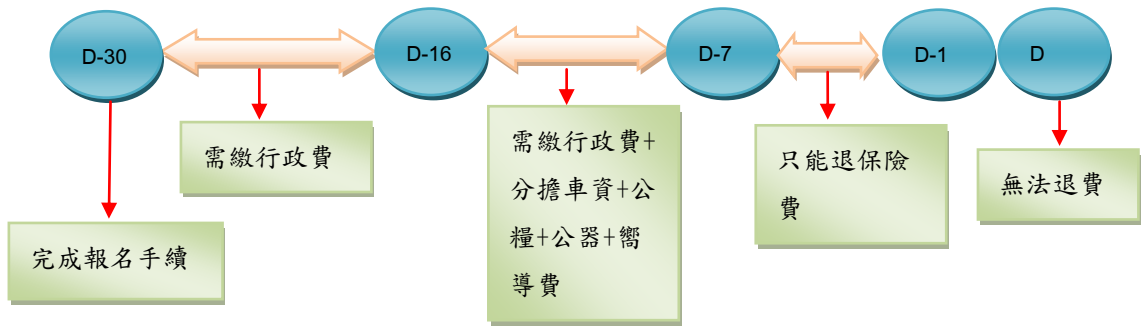 D-30
D-16
D-7
D-1
D
需繳行政費
需繳行政費+
分擔車資+公
糧+公器+嚮
導費
只能退保險
費
無法退費
完成報名手續